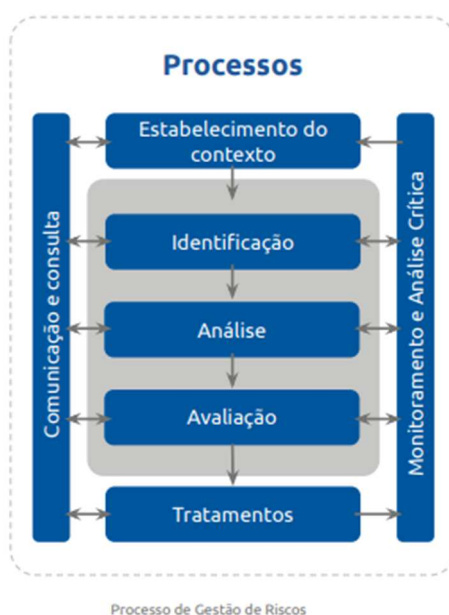 Processos
Estabelecimento do
contexto
Comunicação e consulta
Identificação
Análise
Avaliação
Tratamentos
Monitoramento e Análise Crítica
Processo de Gestão de Riscos